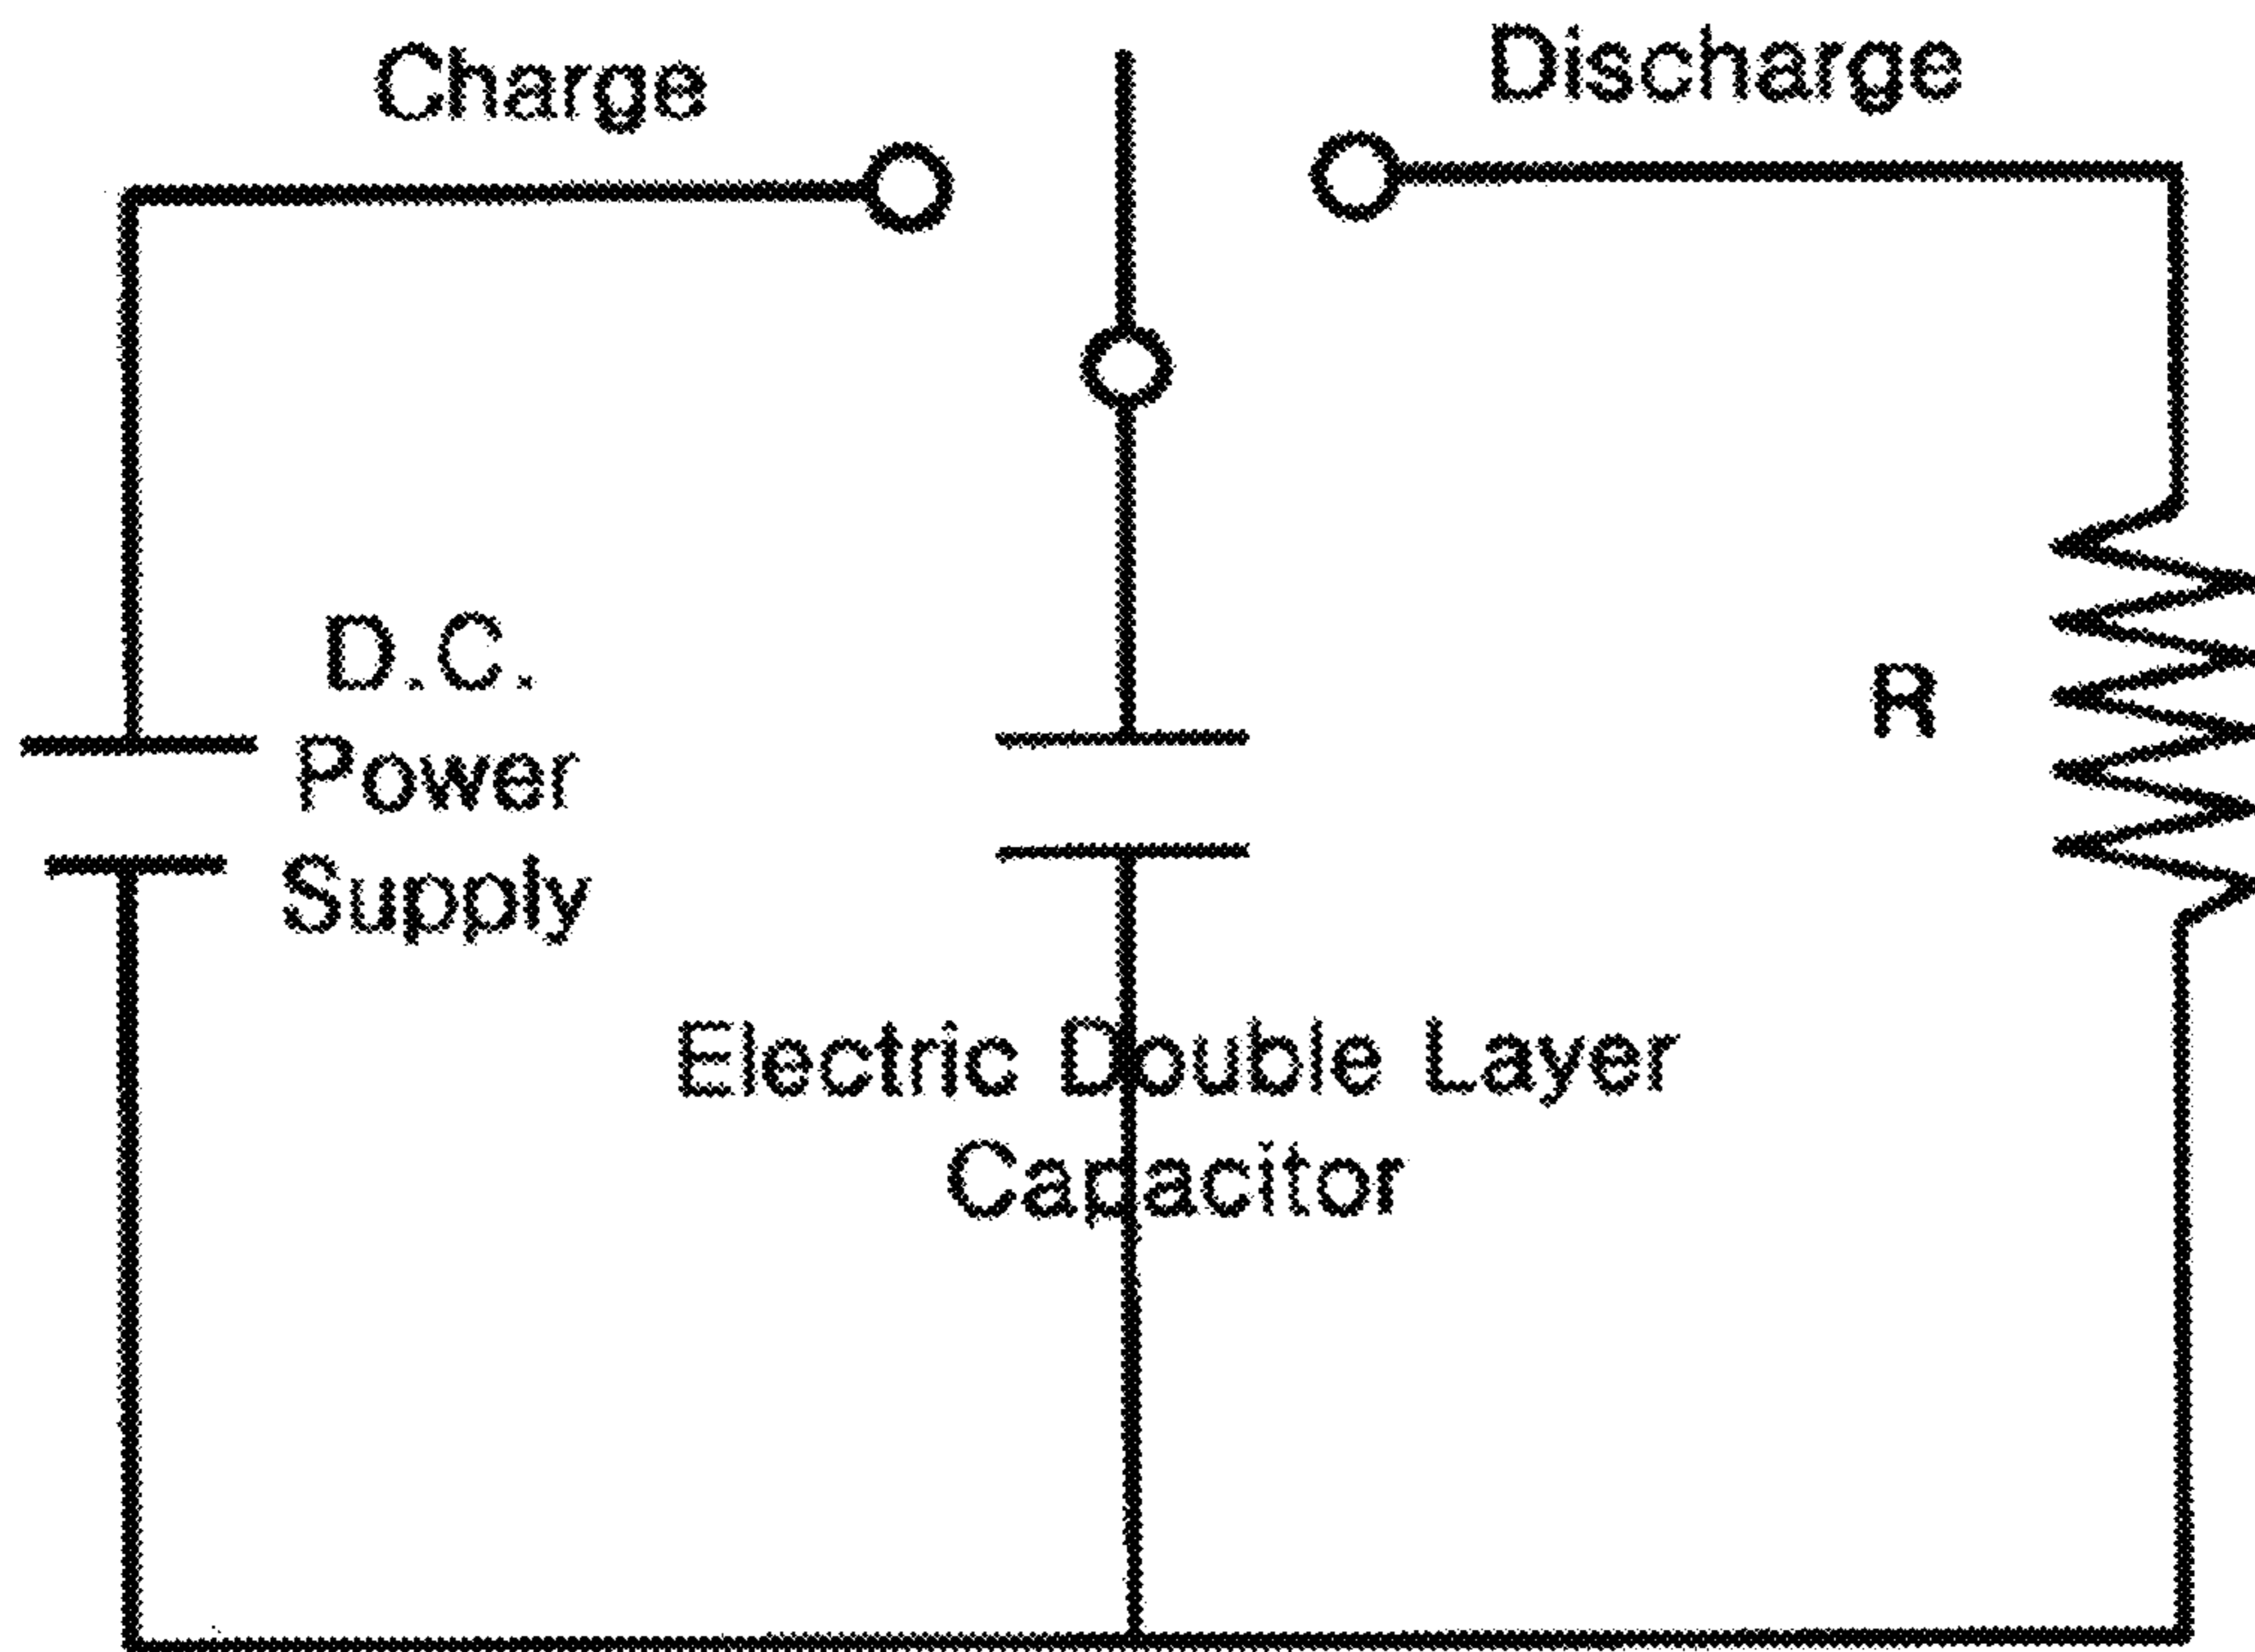 Charge
Discharge
D.C.
Power
Supply
R
Electric Double Layer
Capacitor